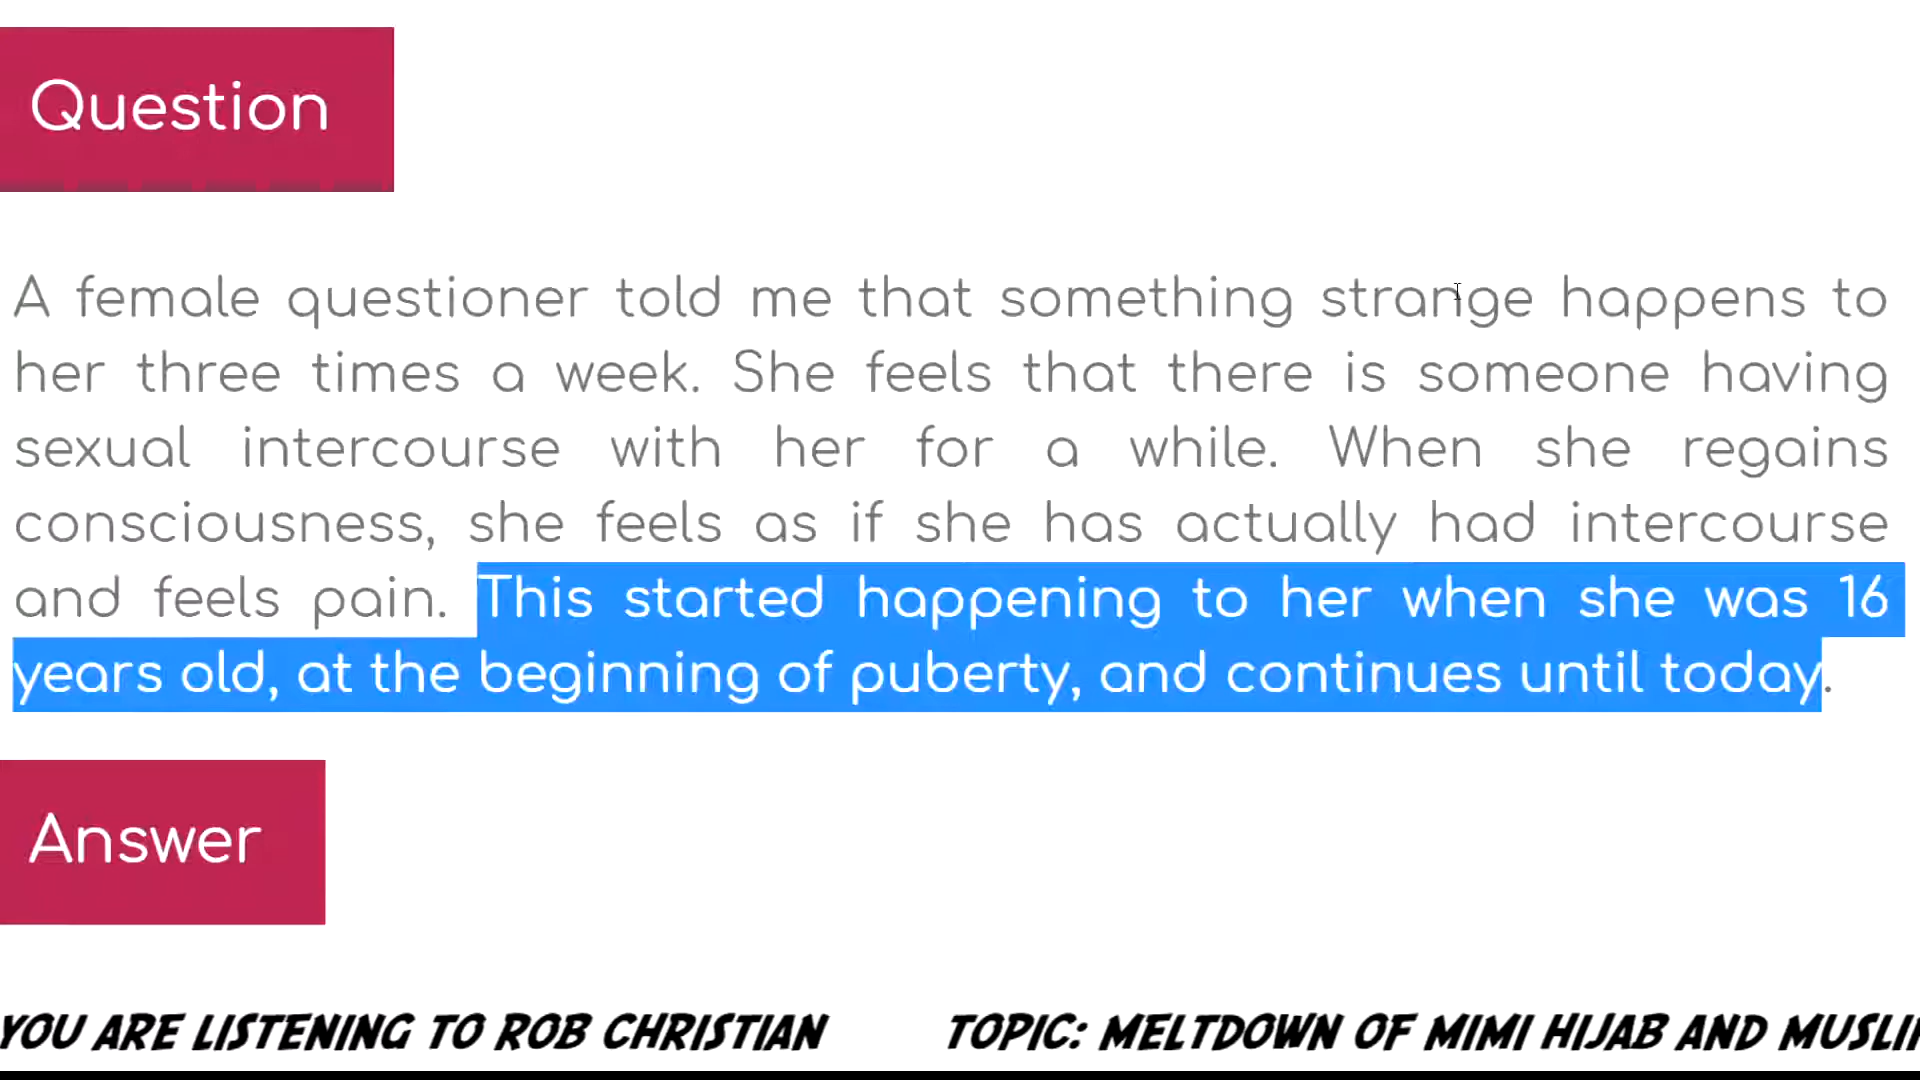 Question
A female questioner told me that something strange happens to
her three times a week. She feels that there is someone having
sexual intercourse with her for a while. When she regains
consciousness, she feels as if she has actually had intercourse
and feels pain. This started happening to her when she was 16
years old, at the beginning of puberty, and continues until today.
Answer
YOU ARE LISTENING TO ROB CHRISTIAN TOPIC: MELTDOWN OF MIMI HIJAB AND